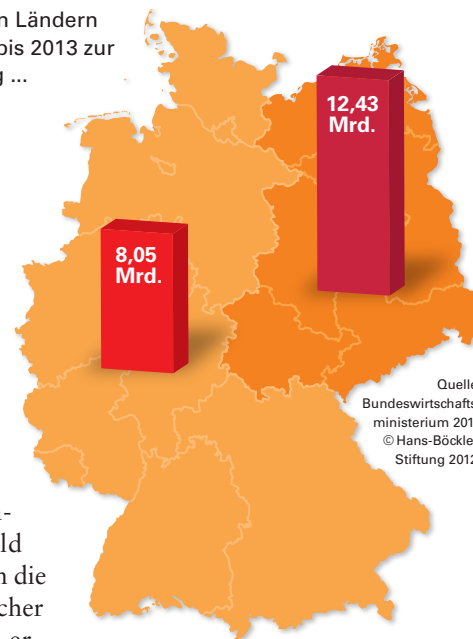 n Ländern
bis 2013 zur
g ...
12,43
Mrd.
8,05
Mrd.
Quelle
Bundeswirtschafts
ministerium 201
© Hans-Böckle
Stiftung 2012
n-
ld
n die
cher
er